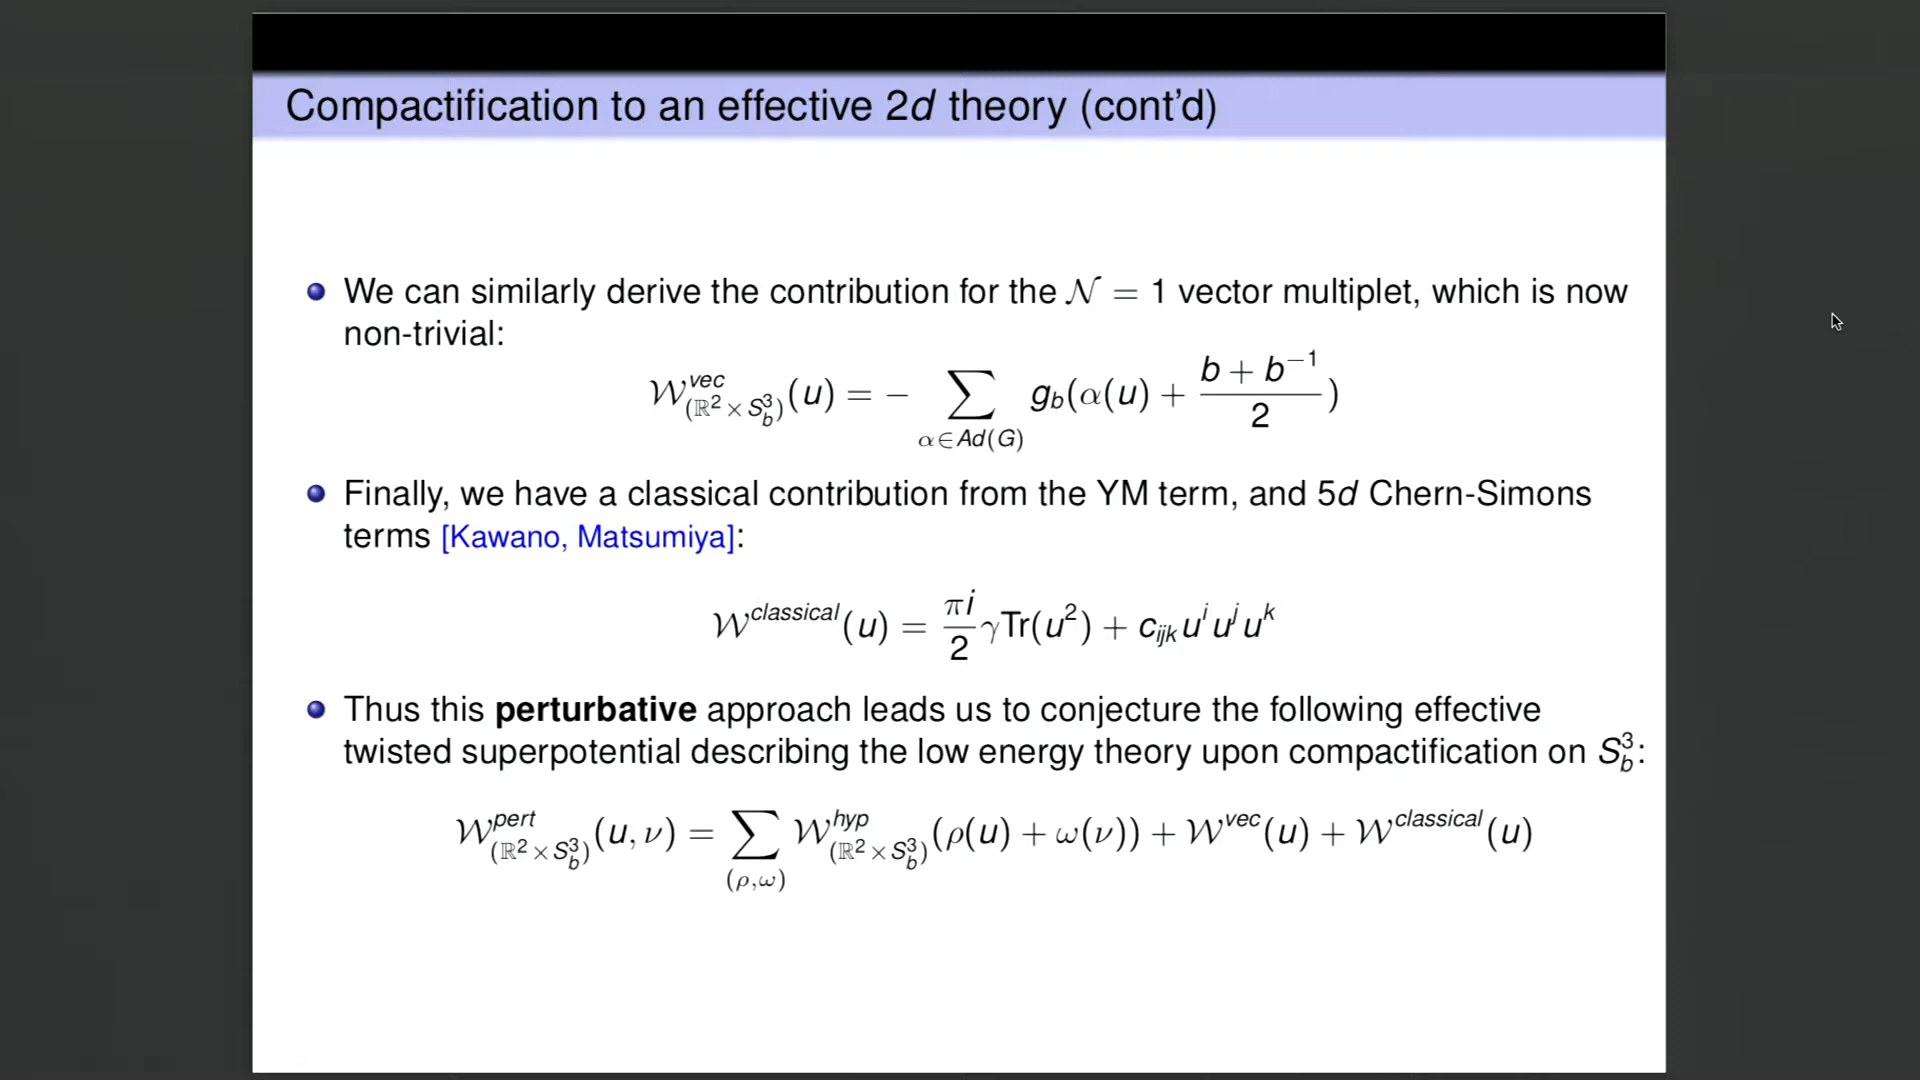 Compactification to an effective 2d theory (cont'd)
We can similarly derive the contribution for the 𝒩 = 1 vector multiplet, which is now
non-trivial:
𝒲^{vec}_{(ℝ²×S³_b)}(u) = − ∑_{α∈Ad(G)} g_b(α(u) + \frac{b + b^{−1}}{2})
Finally, we have a classical contribution from the YM term, and 5d Chern-Simons
terms [Kawano, Matsumiya]:
𝒲^{classical}(u) = \frac{πi}{2}γTr(u²) + c_{ijk}u^i u^j u^k
Thus this perturbative approach leads us to conjecture the following effective
twisted superpotential describing the low energy theory upon compactification on S³_b:
𝒲^{pert}_{(ℝ²×S³_b)}(u, ν) = ∑_{(ρ,ω)} 𝒲^{hyp}_{(ℝ²×S³_b)}(ρ(u) + ω(ν)) + 𝒲^{vec}(u) + 𝒲^{classical}(u)